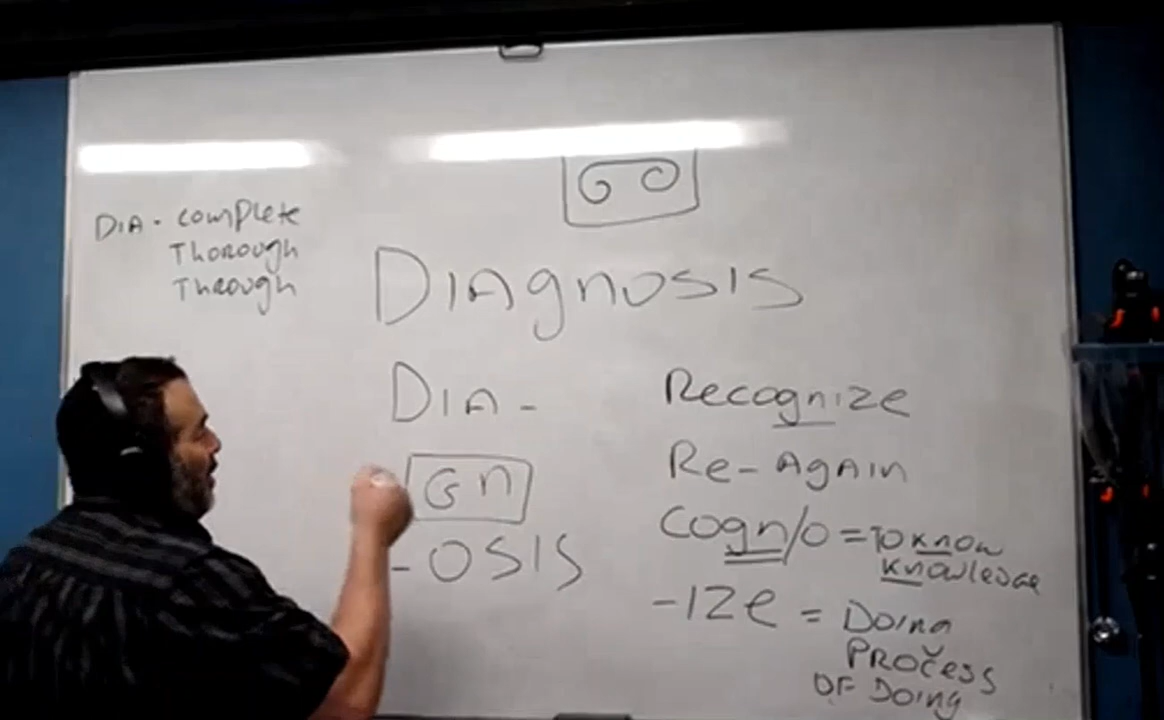 DIA - complete
Thorough
Through
DIAgnosis
DIA -
Gn
- OSIS
Recognize
Re - AgAin
Cogn/o = To know
knowledge
- IZe = Doing
PROcess
OF DOing